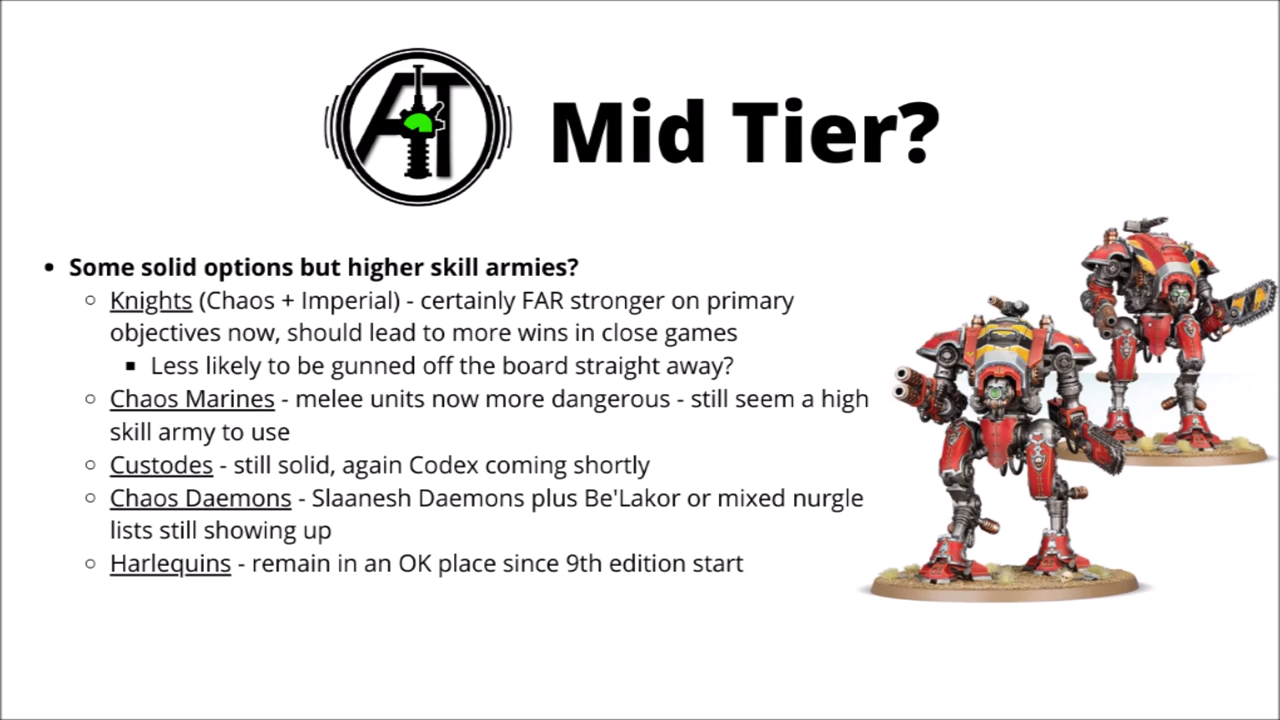 AT
Mid Tier?
• Some solid options but higher skill armies?
○ Knights (Chaos + Imperial) - certainly FAR stronger on primary
objectives now, should lead to more wins in close games
▪ Less likely to be gunned off the board straight away?
○ Chaos Marines - melee units now more dangerous - still seem a high
skill army to use
○ Custodes - still solid, again Codex coming shortly
○ Chaos Daemons - Slaanesh Daemons plus Be'Lakor or mixed nurgle
lists still showing up
○ Harlequins - remain in an OK place since 9th edition start